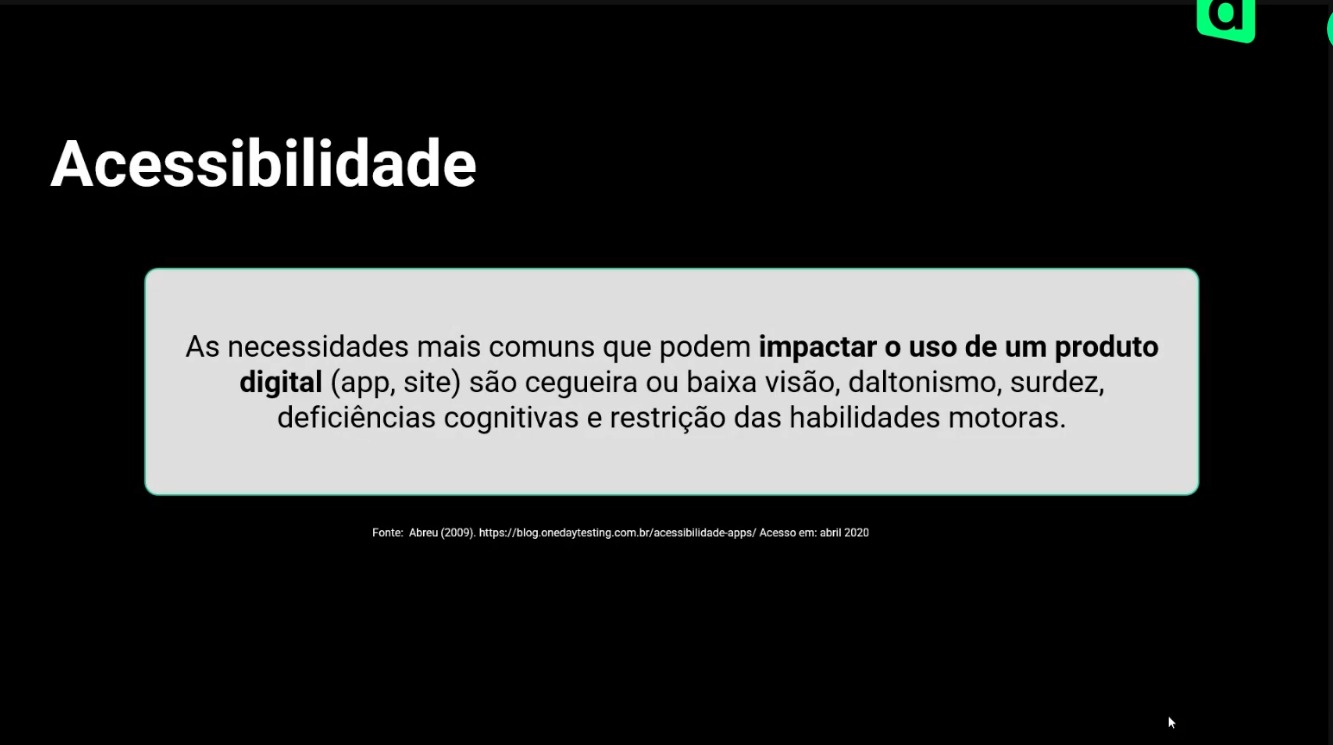 a
Acessibilidade
As necessidades mais comuns que podem impactar o uso de um produto
digital (app, site) são cegueira ou baixa visão, daltonismo, surdez,
deficiências cognitivas e restrição das habilidades motoras.
Fonte: Abreu (2009). https://blog.onedaytesting.com.br/acessibilidade-apps/ Acesso em: abril 2020